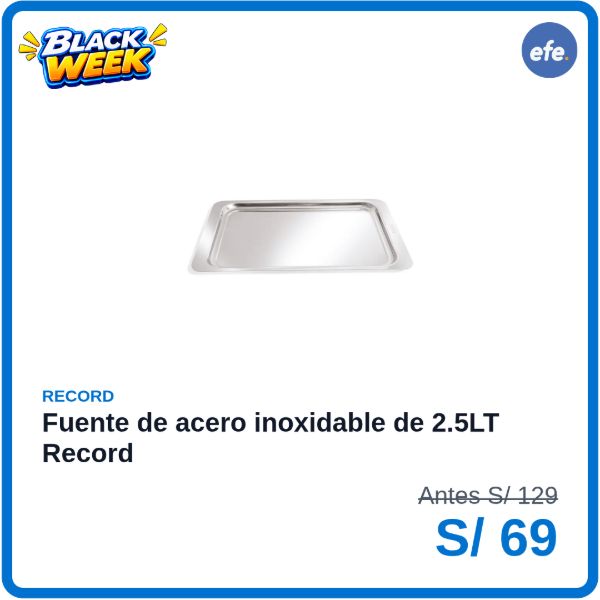 BLACK
WEEK
efe.
RECORD
Fuente de acero inoxidable de 2.5LT
Record
Antes S/ 129
S/ 69